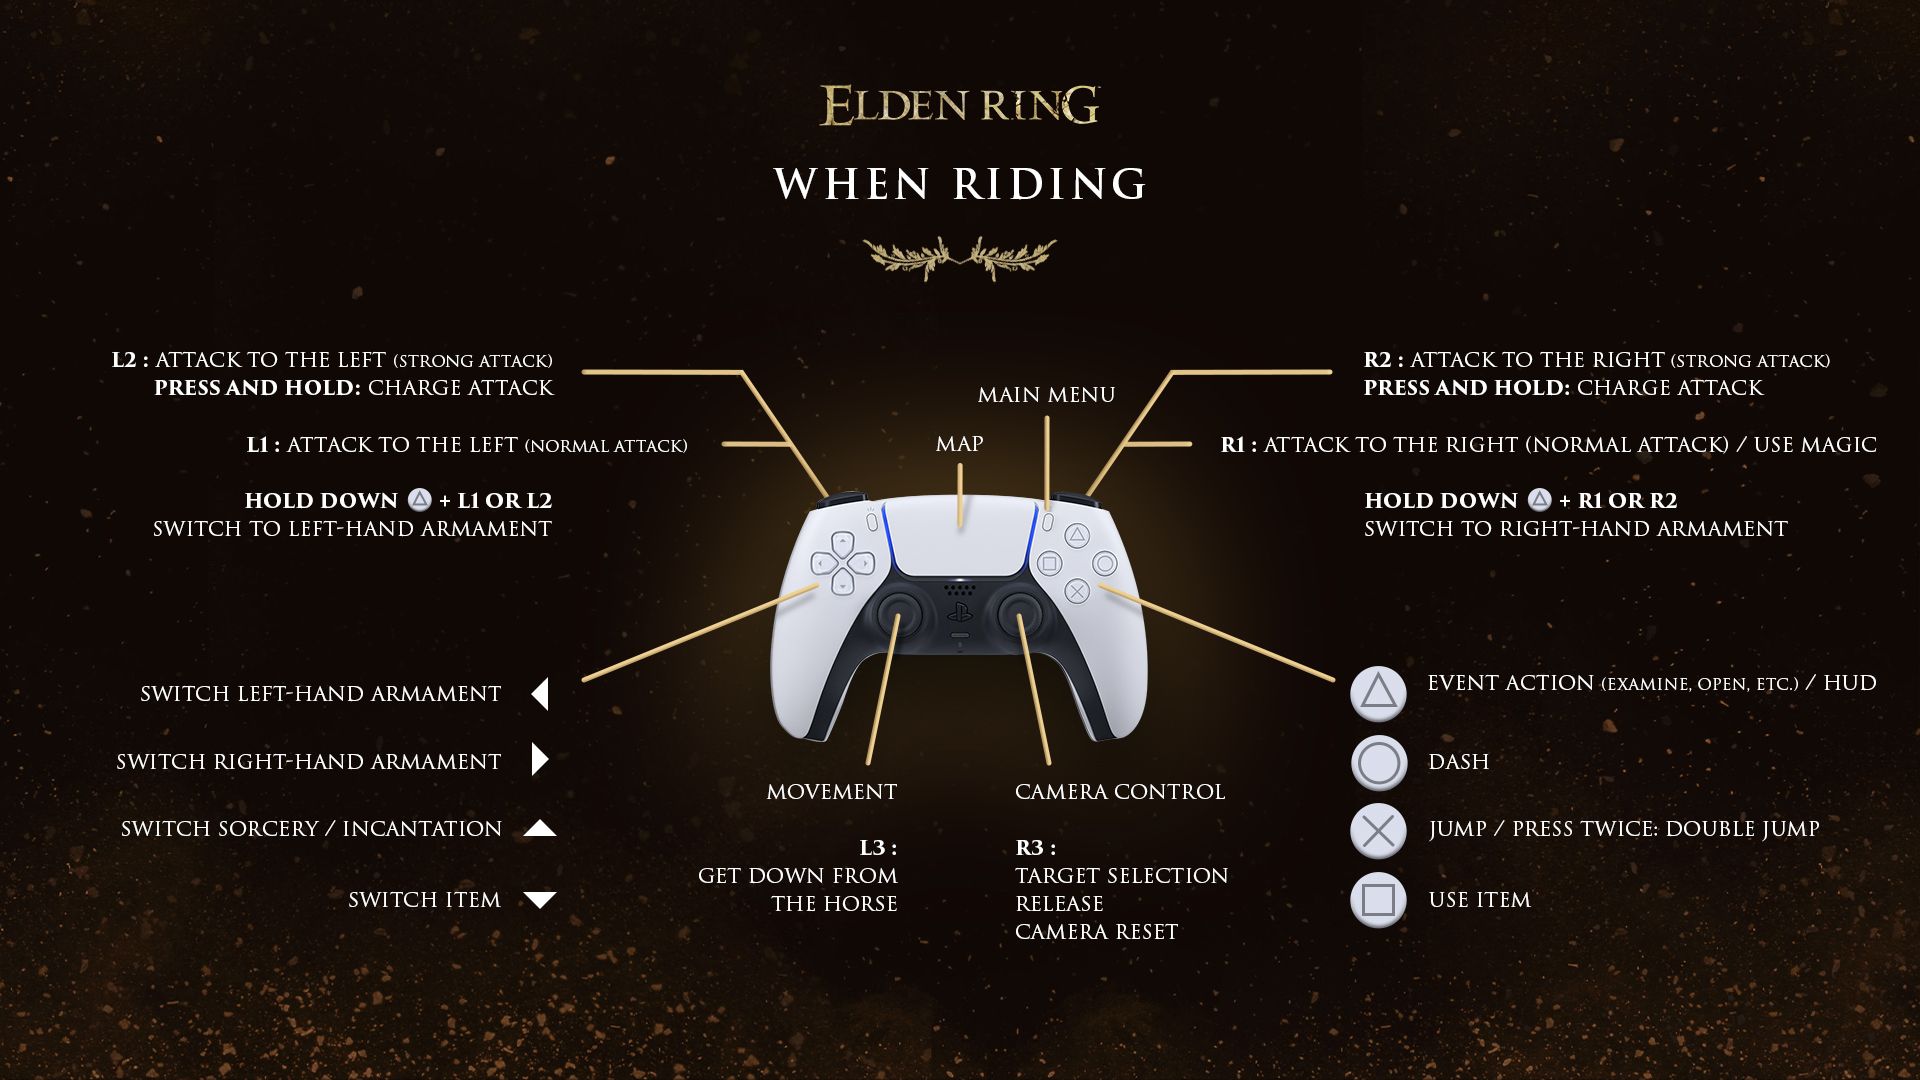 ELDEN RING
WHEN RIDING
L2 : ATTACK TO THE LEFT (STRONG ATTACK)
PRESS AND HOLD: CHARGE ATTACK
L1 : ATTACK TO THE LEFT (NORMAL ATTACK)
HOLD DOWN + L1 OR L2
SWITCH TO LEFT-HAND ARMAMENT
MAIN MENU
MAP
R2 : ATTACK TO THE RIGHT (STRONG ATTACK)
PRESS AND HOLD: CHARGE ATTACK
R1 : ATTACK TO THE RIGHT (NORMAL ATTACK) / USE MAGIC
HOLD DOWN + R1 OR R2
SWITCH TO RIGHT-HAND ARMAMENT
SWITCH LEFT-HAND ARMAMENT
SWITCH RIGHT-HAND ARMAMENT
SWITCH SORCERY / INCANTATION
SWITCH ITEM
MOVEMENT
L3 :
GET DOWN FROM
THE HORSE
CAMERA CONTROL
R3 :
TARGET SELECTION
RELEASE
CAMERA RESET
EVENT ACTION (EXAMINE, OPEN, ETC.) / HUD
DASH
JUMP / PRESS TWICE: DOUBLE JUMP
USE ITEM